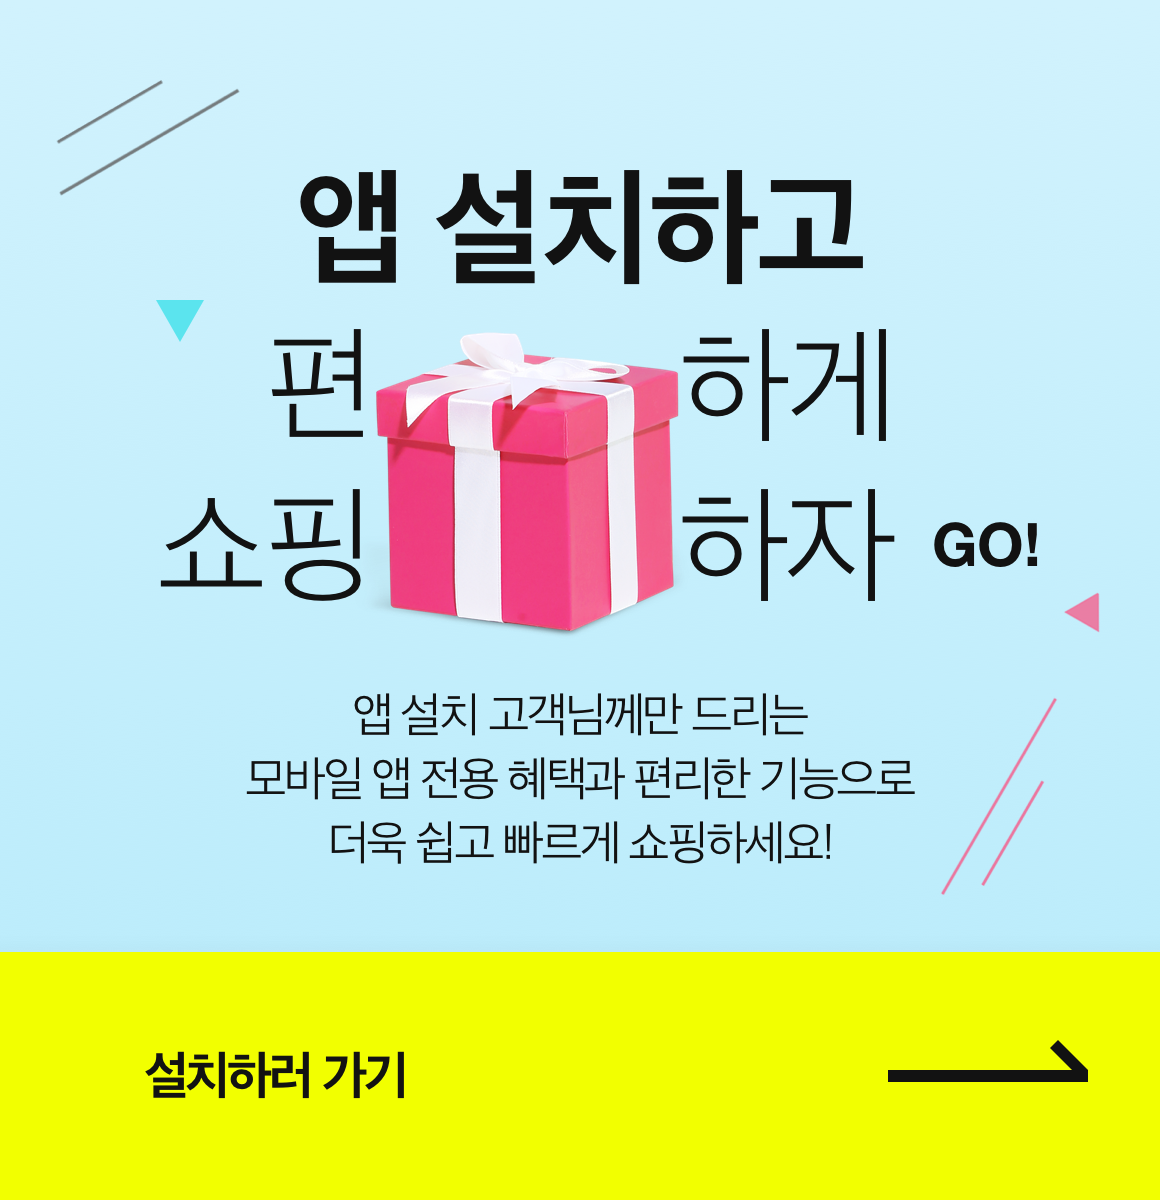 앱 설치하고
편 하게
쇼핑 하자 GO!
앱 설치 고객님께만 드리는
모바일 앱 전용 혜택과 편리한 기능으로
더욱 쉽고 빠르게 쇼핑하세요!
설치하러 가기